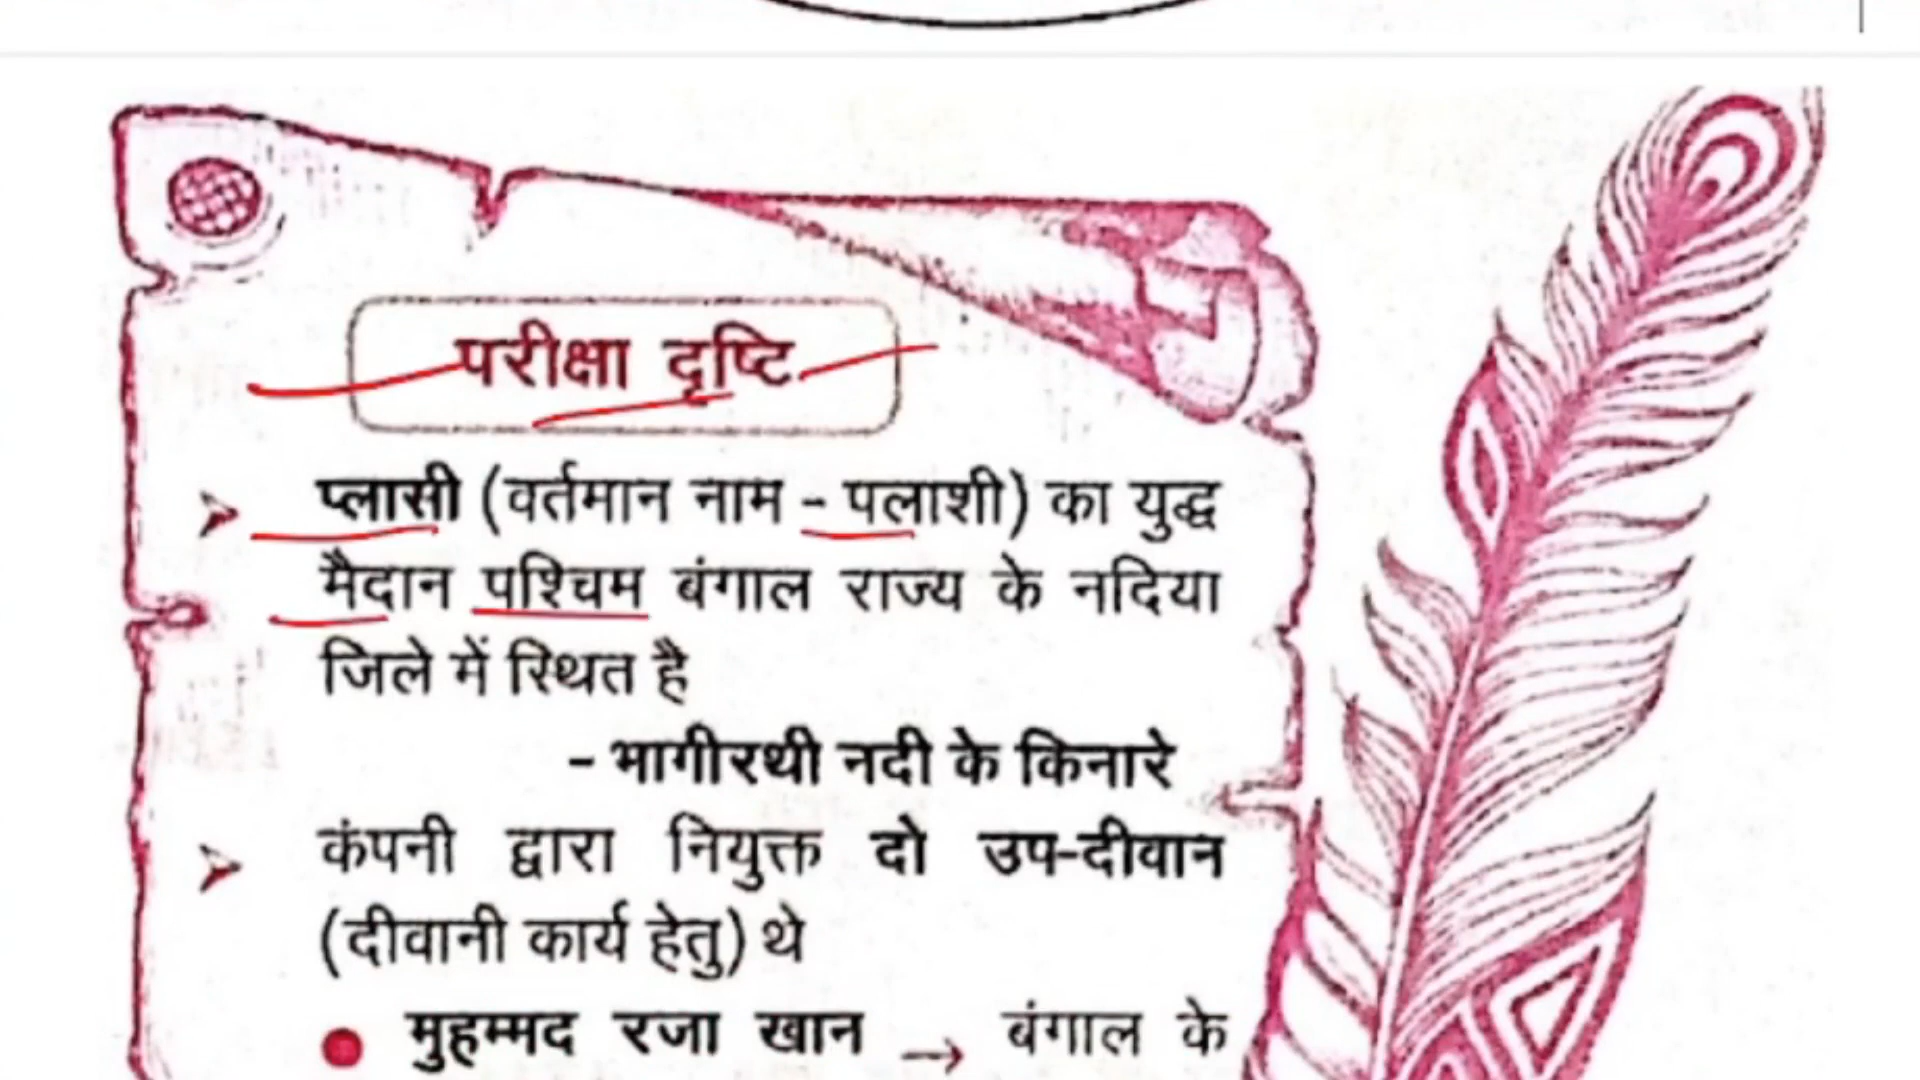 परीक्षा दृष्टि
प्लासी (वर्तमान नाम - पलाशी) का युद्ध
मैदान पश्चिम बंगाल राज्य के नदिया
जिले में स्थित है
- भागीरथी नदी के किनारे
कंपनी द्वारा नियुक्त दो उप-दीवान
(दीवानी कार्य हेतु) थे
मुहम्मद रजा खान → बंगाल के